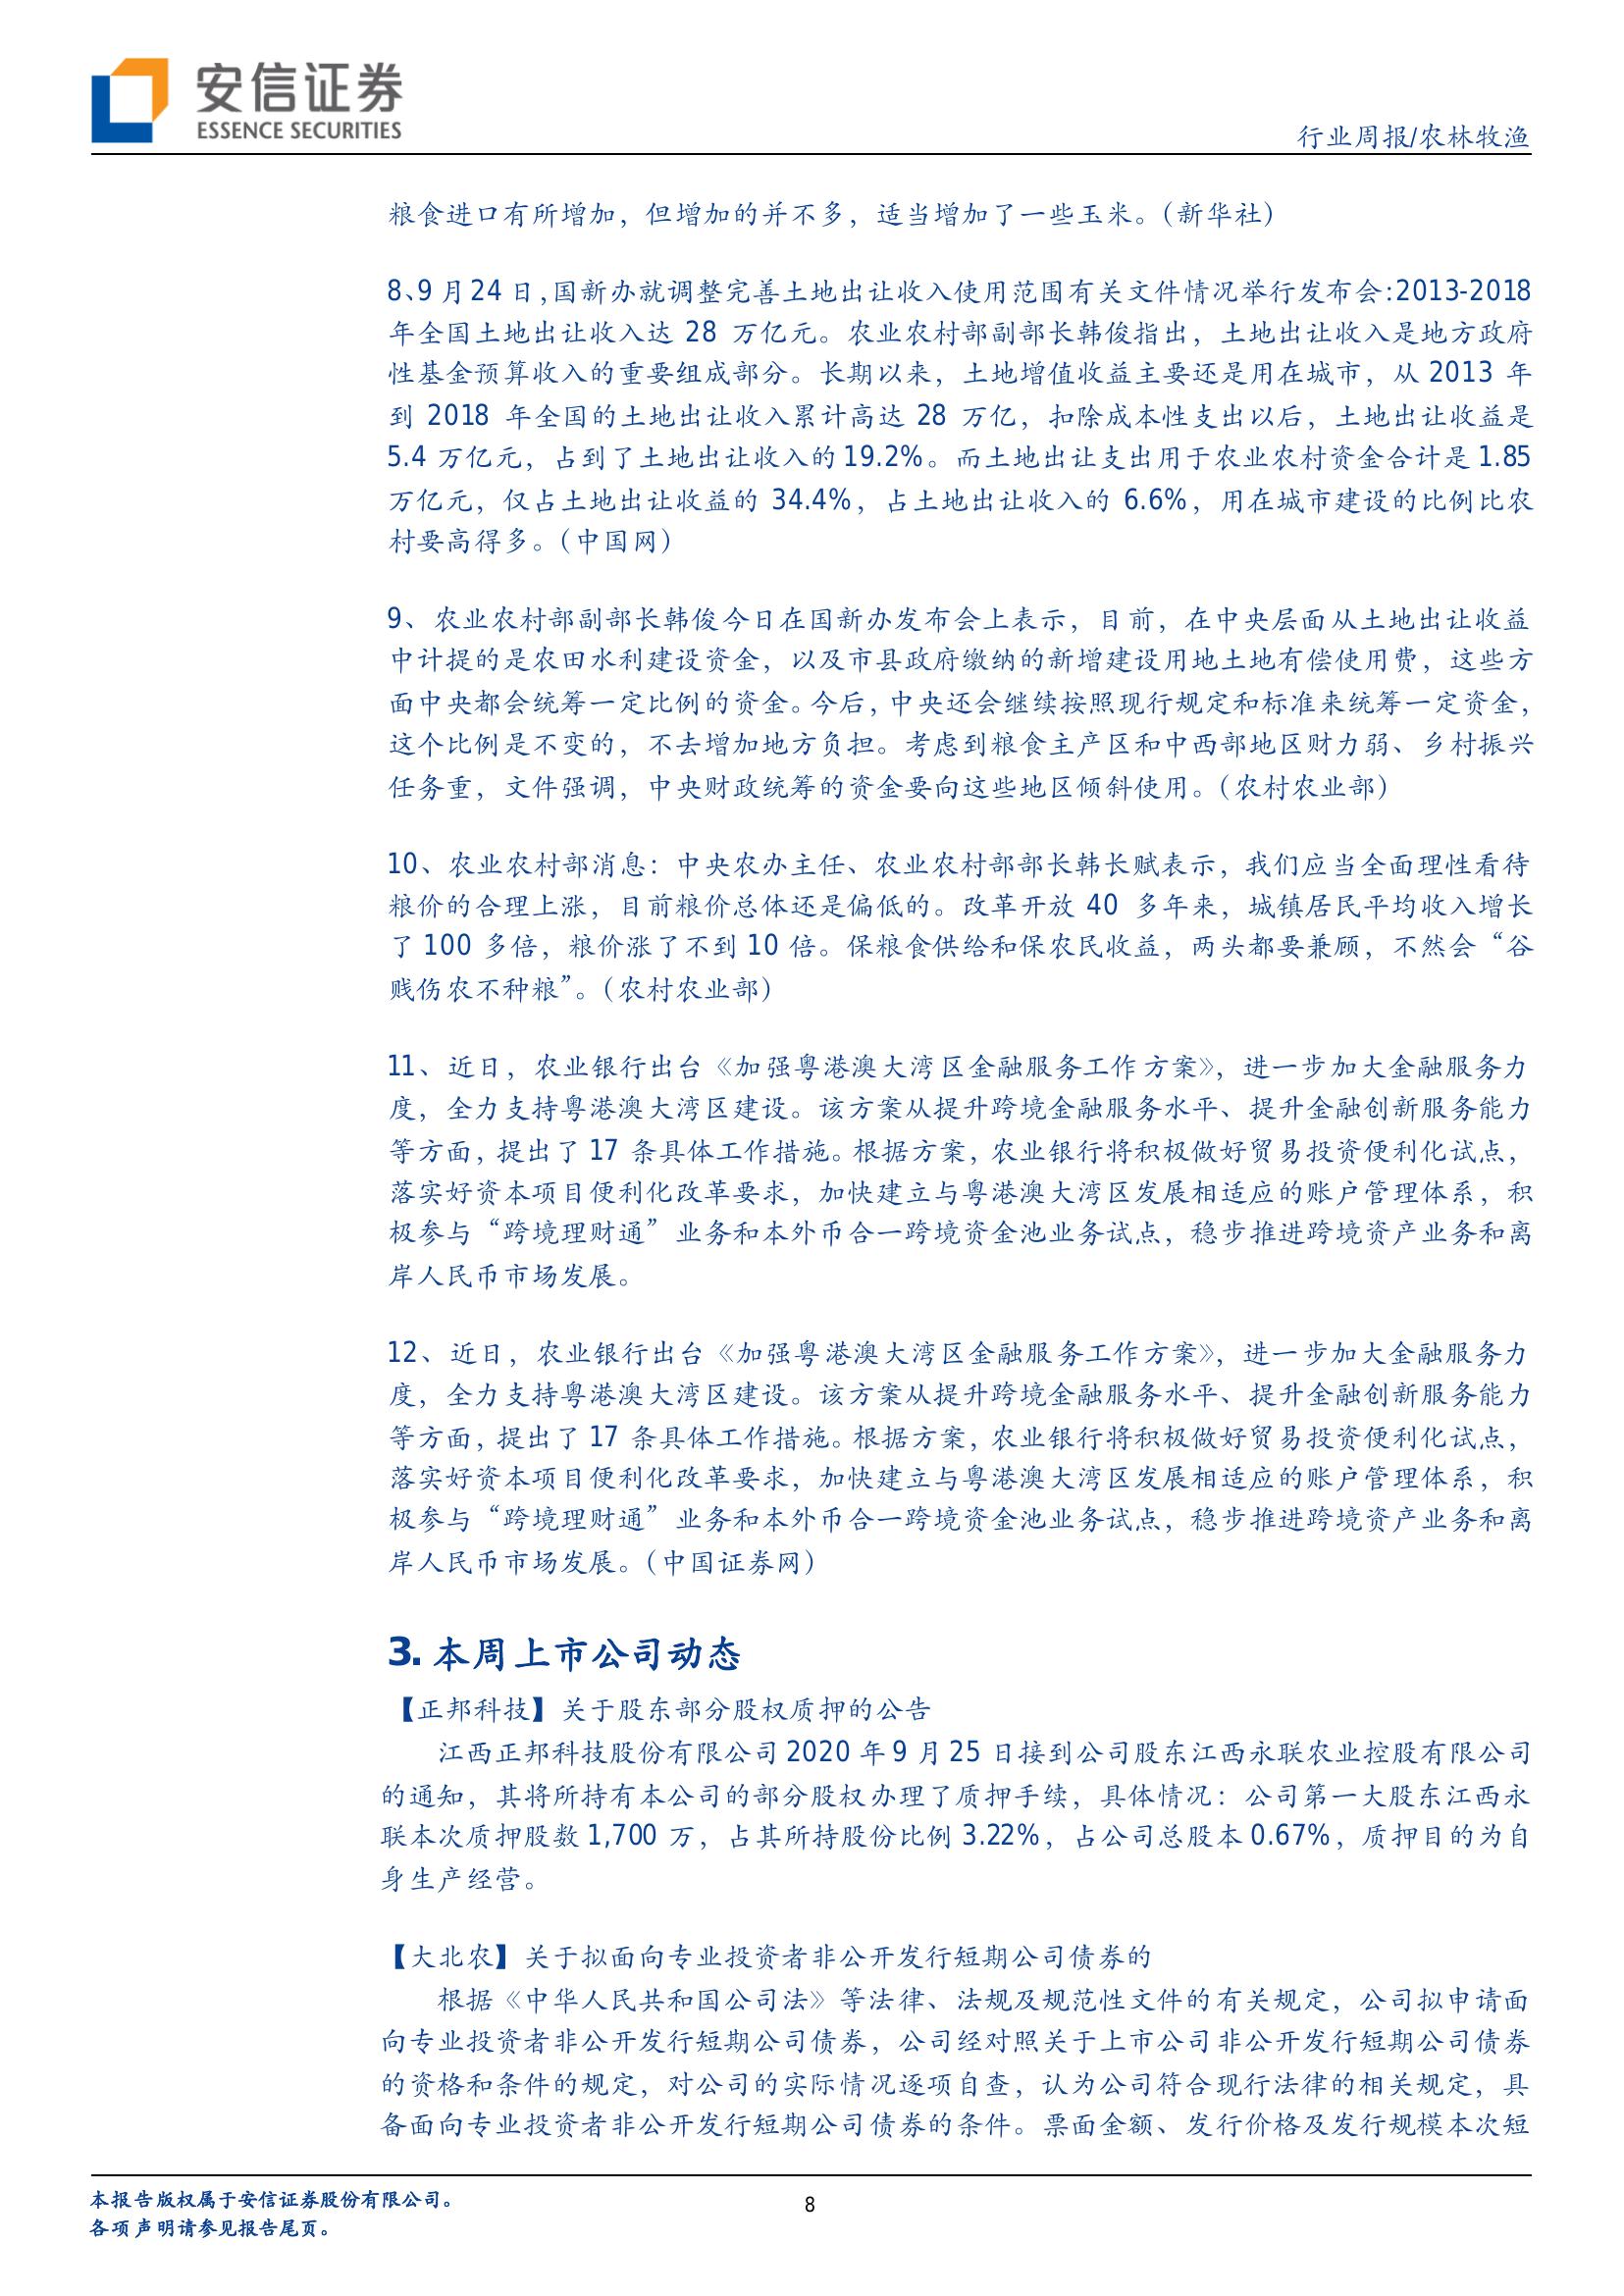 安信证券
ESSENCE SECURITIES
行业周报/农林牧渔
粮食进口有所增加，但增加的并不多，适当增加了一些玉米。（新华社）
8、9 月 24 日，国新办就调整完善土地出让收入使用范围有关文件情况举行发布会：2013-2018
年全国土地出让收入达 28 万亿元。农业农村部副部长韩俊指出，土地出让收入是地方政府
性基金预算收入的重要组成部分。长期以来，土地增值收益主要还是用在城市，从 2013 年
到 2018 年全国的土地出让收入累计高达 28 万亿，扣除成本性支出以后，土地出让收益是
5.4 万亿元，占到了土地出让收入的 19.2%。而土地出让支出用于农业农村资金合计是 1.85
万亿元，仅占土地出让收益的 34.4%，占土地出让收入的 6.6%，用在城市建设的比例比农
村要高得多。（中国网）
9、农业农村部副部长韩俊今日在国新办发布会上表示，目前，在中央层面从土地出让收益
中计提的是农田水利建设资金，以及市县政府缴纳的新增建设用地土地有偿使用费，这些方
面中央都会统筹一定比例的资金。今后，中央还会继续按照现行规定和标准来统筹一定资金，
这个比例是不变的，不去增加地方负担。考虑到粮食主产区和中西部地区财力弱、乡村振兴
任务重，文件强调，中央财政统筹的资金要向这些地区倾斜使用。（农村农业部）
10、农业农村部消息：中央农办主任、农业农村部部长韩长赋表示，我们应当全面理性看待
粮价的合理上涨，目前粮价总体还是偏低的。改革开放 40 多年来，城镇居民平均收入增长
了 100 多倍，粮价涨了不到 10 倍。保粮食供给和保农民收益，两头都要兼顾，不然会“谷
贱伤农不种粮”。（农村农业部）
11、近日，农业银行出台《加强粤港澳大湾区金融服务工作方案》，进一步加大金融服务力
度，全力支持粤港澳大湾区建设。该方案从提升跨境金融服务水平、提升金融创新服务能力
等方面，提出了 17 条具体工作措施。根据方案，农业银行将积极做好贸易投资便利化试点，
落实好资本项目便利化改革要求，加快建立与粤港澳大湾区发展相适应的账户管理体系，积
极参与“跨境理财通”业务和本外币合一跨境资金池业务试点，稳步推进跨境资产业务和离
岸人民币市场发展。
12、近日，农业银行出台《加强粤港澳大湾区金融服务工作方案》，进一步加大金融服务力
度，全力支持粤港澳大湾区建设。该方案从提升跨境金融服务水平、提升金融创新服务能力
等方面，提出了 17 条具体工作措施。根据方案，农业银行将积极做好贸易投资便利化试点，
落实好资本项目便利化改革要求，加快建立与粤港澳大湾区发展相适应的账户管理体系，积
极参与“跨境理财通”业务和本外币合一跨境资金池业务试点，稳步推进跨境资产业务和离
岸人民币市场发展。（中国证券网）
3. 本周上市公司动态
【正邦科技】关于股东部分股权质押的公告
江西正邦科技股份有限公司 2020 年 9 月 25 日接到公司股东江西永联农业控股有限公司
的通知，其将所持有本公司的部分股权办理了质押手续，具体情况：公司第一大股东江西永
联本次质押股数 1,700 万，占其所持股份比例 3.22%，占公司总股本 0.67%，质押目的为自
身生产经营。
【大北农】关于拟面向专业投资者非公开发行短期公司债券的
根据《中华人民共和国公司法》等法律、法规及规范性文件的有关规定，公司拟申请面
向专业投资者非公开发行短期公司债券，公司经对照关于上市公司非公开发行短期公司债券
的资格和条件的规定，对公司的实际情况逐项自查，认为公司符合现行法律的相关规定，具
备面向专业投资者非公开发行短期公司债券的条件。票面金额、发行价格及发行规模本次短
本报告版权属于安信证券股份有限公司。
各项声明请参见报告尾页。
8